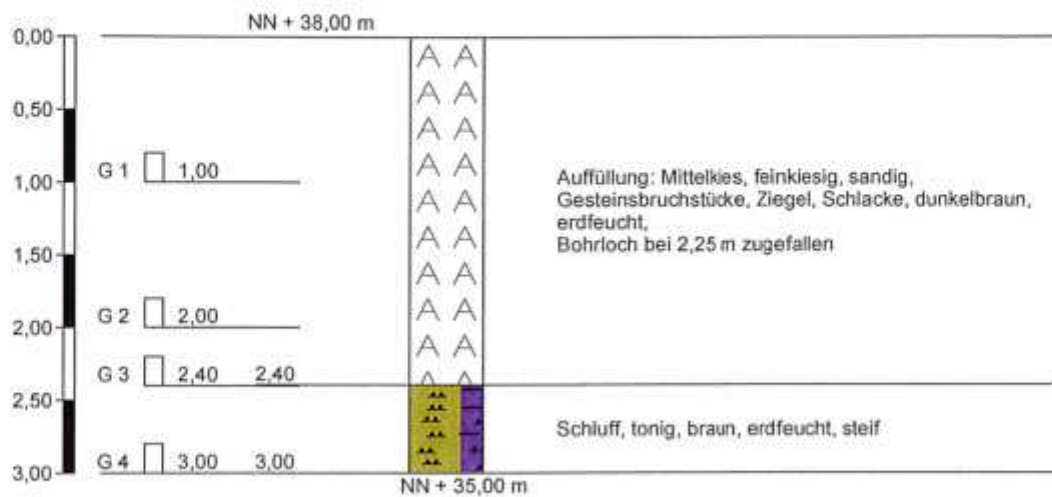 NN + 38,00 m
0,00
0,50
G 1 1,00
1,00
Auffüllung: Mittelkies, feinkiesig, sandig,
Gesteinsbruchstücke, Ziegel, Schlacke, dunkelbraun,
erdfeucht,
Bohrloch bei 2,25 m zugefallen
1,50
G 2 2,00
2,00
G 3 2,40 2,40
2,50
Schluff, tonig, braun, erdfeucht, steif
G 4 3,00 3,00
3,00
NN + 35,00 m